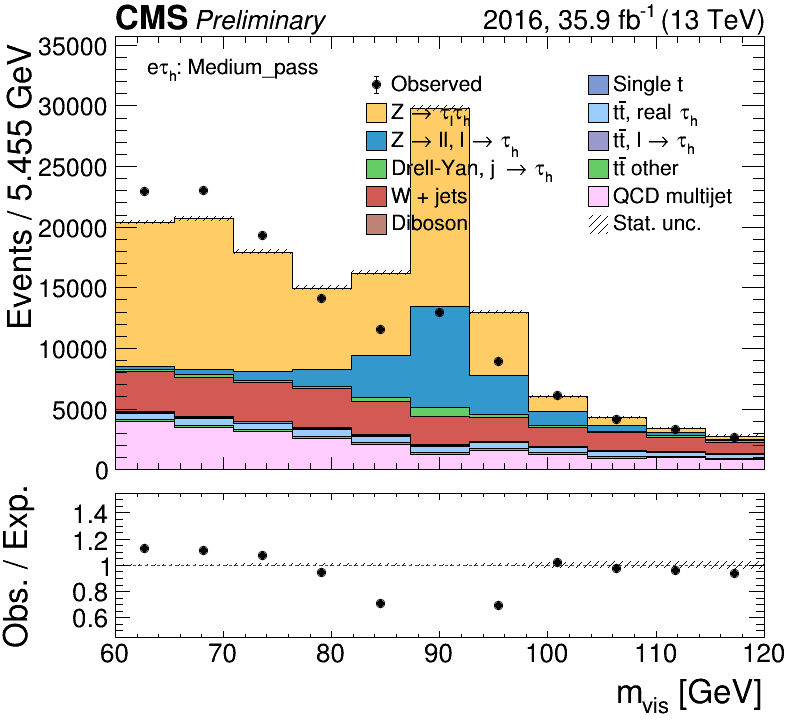 CMS Preliminary 2016, 35.9 fb⁻¹ (13 TeV)
eτₕ: Medium_pass
Observed
Z → τₗτₕ
Z → ll, l → τₕ
Drell-Yan, j → τₕ
W + jets
Diboson
Single t
tt̄, real τₕ
tt̄, l → τₕ
tt̄ other
QCD multijet
Stat. unc.
Events / 5.455 GeV
35000
30000
25000
20000
15000
10000
5000
0
Obs. / Exp.
1.4
1.2
1
0.8
0.6
60 70 80 90 100 110 120
m_vis [GeV]